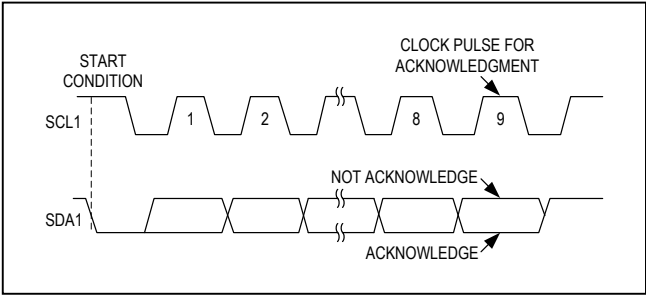 START
CONDITION
CLOCK PULSE FOR
ACKNOWLEDGMENT
SCL1
1
2
8
9
NOT ACKNOWLEDGE
SDA1
ACKNOWLEDGE